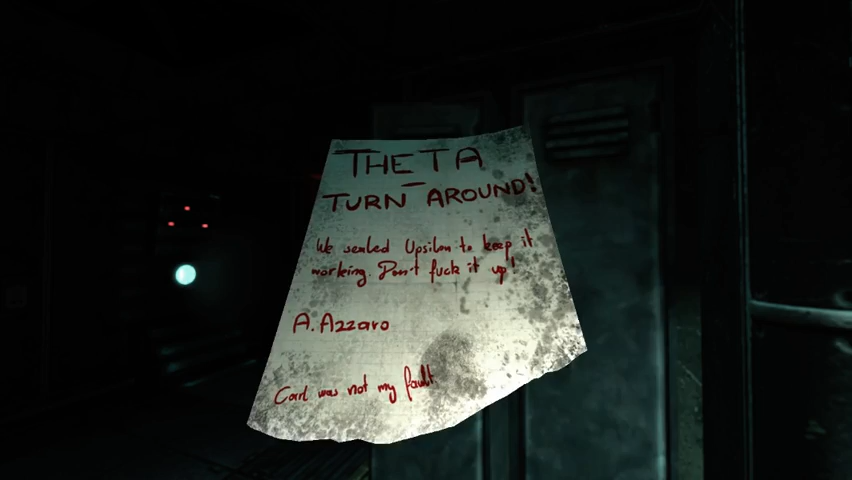 THETA
TURN AROUND!
We sealed Upsilon to keep it
working. Don't fuck it up!
A. Azzaro
Carl was not my fault.